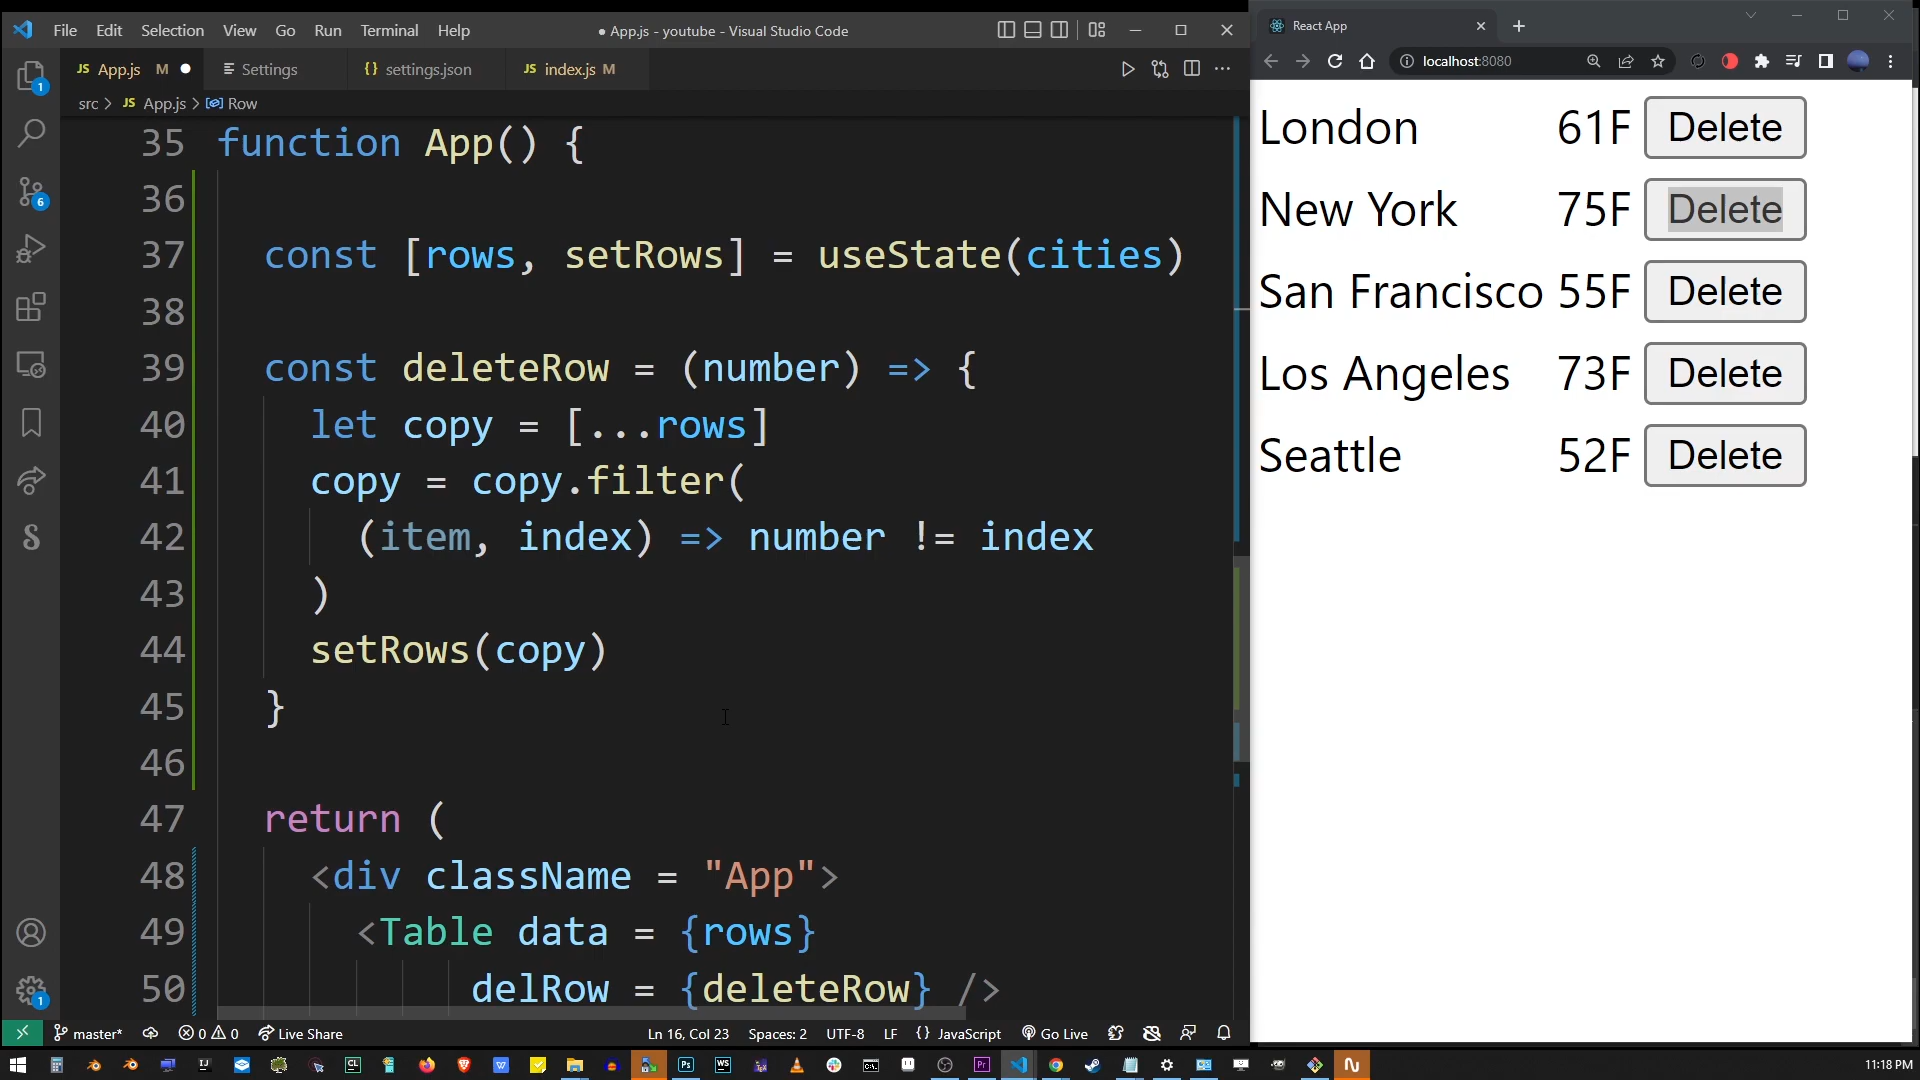 File Edit Selection View Go Run Terminal Help
● App.js - youtube - Visual Studio Code
JS App.js M ●
Settings
{} settings.json
JS index.js M
src > JS App.js > Row
35 function App() {
36
37 const [rows, setRows] = useState(cities)
38
39 const deleteRow = (number) => {
40 let copy = [...rows]
41 copy = copy.filter(
42 (item, index) => number != index
43 )
44 setRows(copy)
45 }
46
47 return (
48 <div className = "App">
49 <Table data = {rows}
50 delRow = {deleteRow} />
1
6
1
master* 0 0 Live Share
Ln 16, Col 23 Spaces: 2 UTF-8 LF {} JavaScript Go Live
React App
localhost:8080
London 61F Delete
New York 75F Delete
San Francisco 55F Delete
Los Angeles 73F Delete
Seattle 52F Delete
11:18 PM